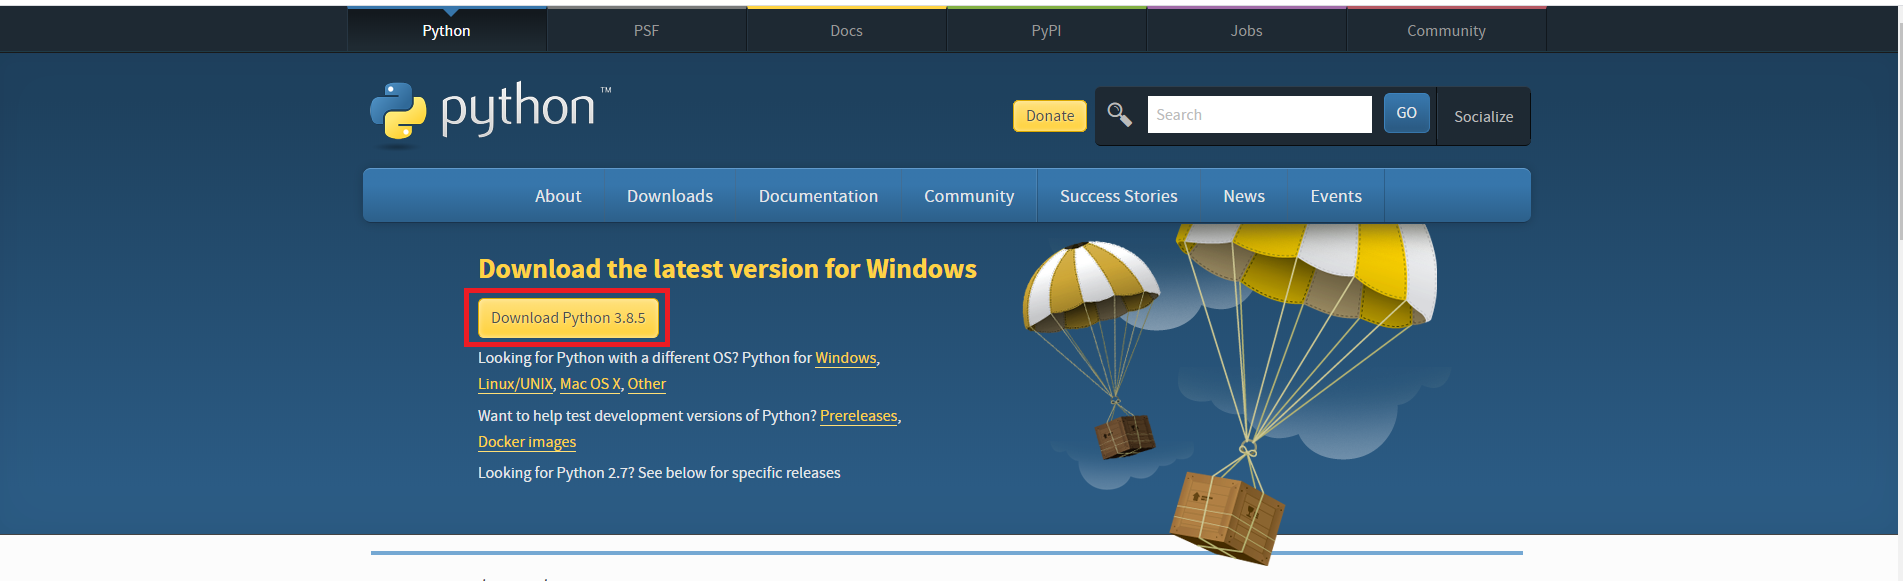 Python PSF Docs PyPI Jobs Community
python™
Donate Search GO Socialize
About Downloads Documentation Community Success Stories News Events
Download the latest version for Windows
Download Python 3.8.5
Looking for Python with a different OS? Python for Windows,
Linux/UNIX, Mac OS X, Other
Want to help test development versions of Python? Prereleases,
Docker images
Looking for Python 2.7? See below for specific releases